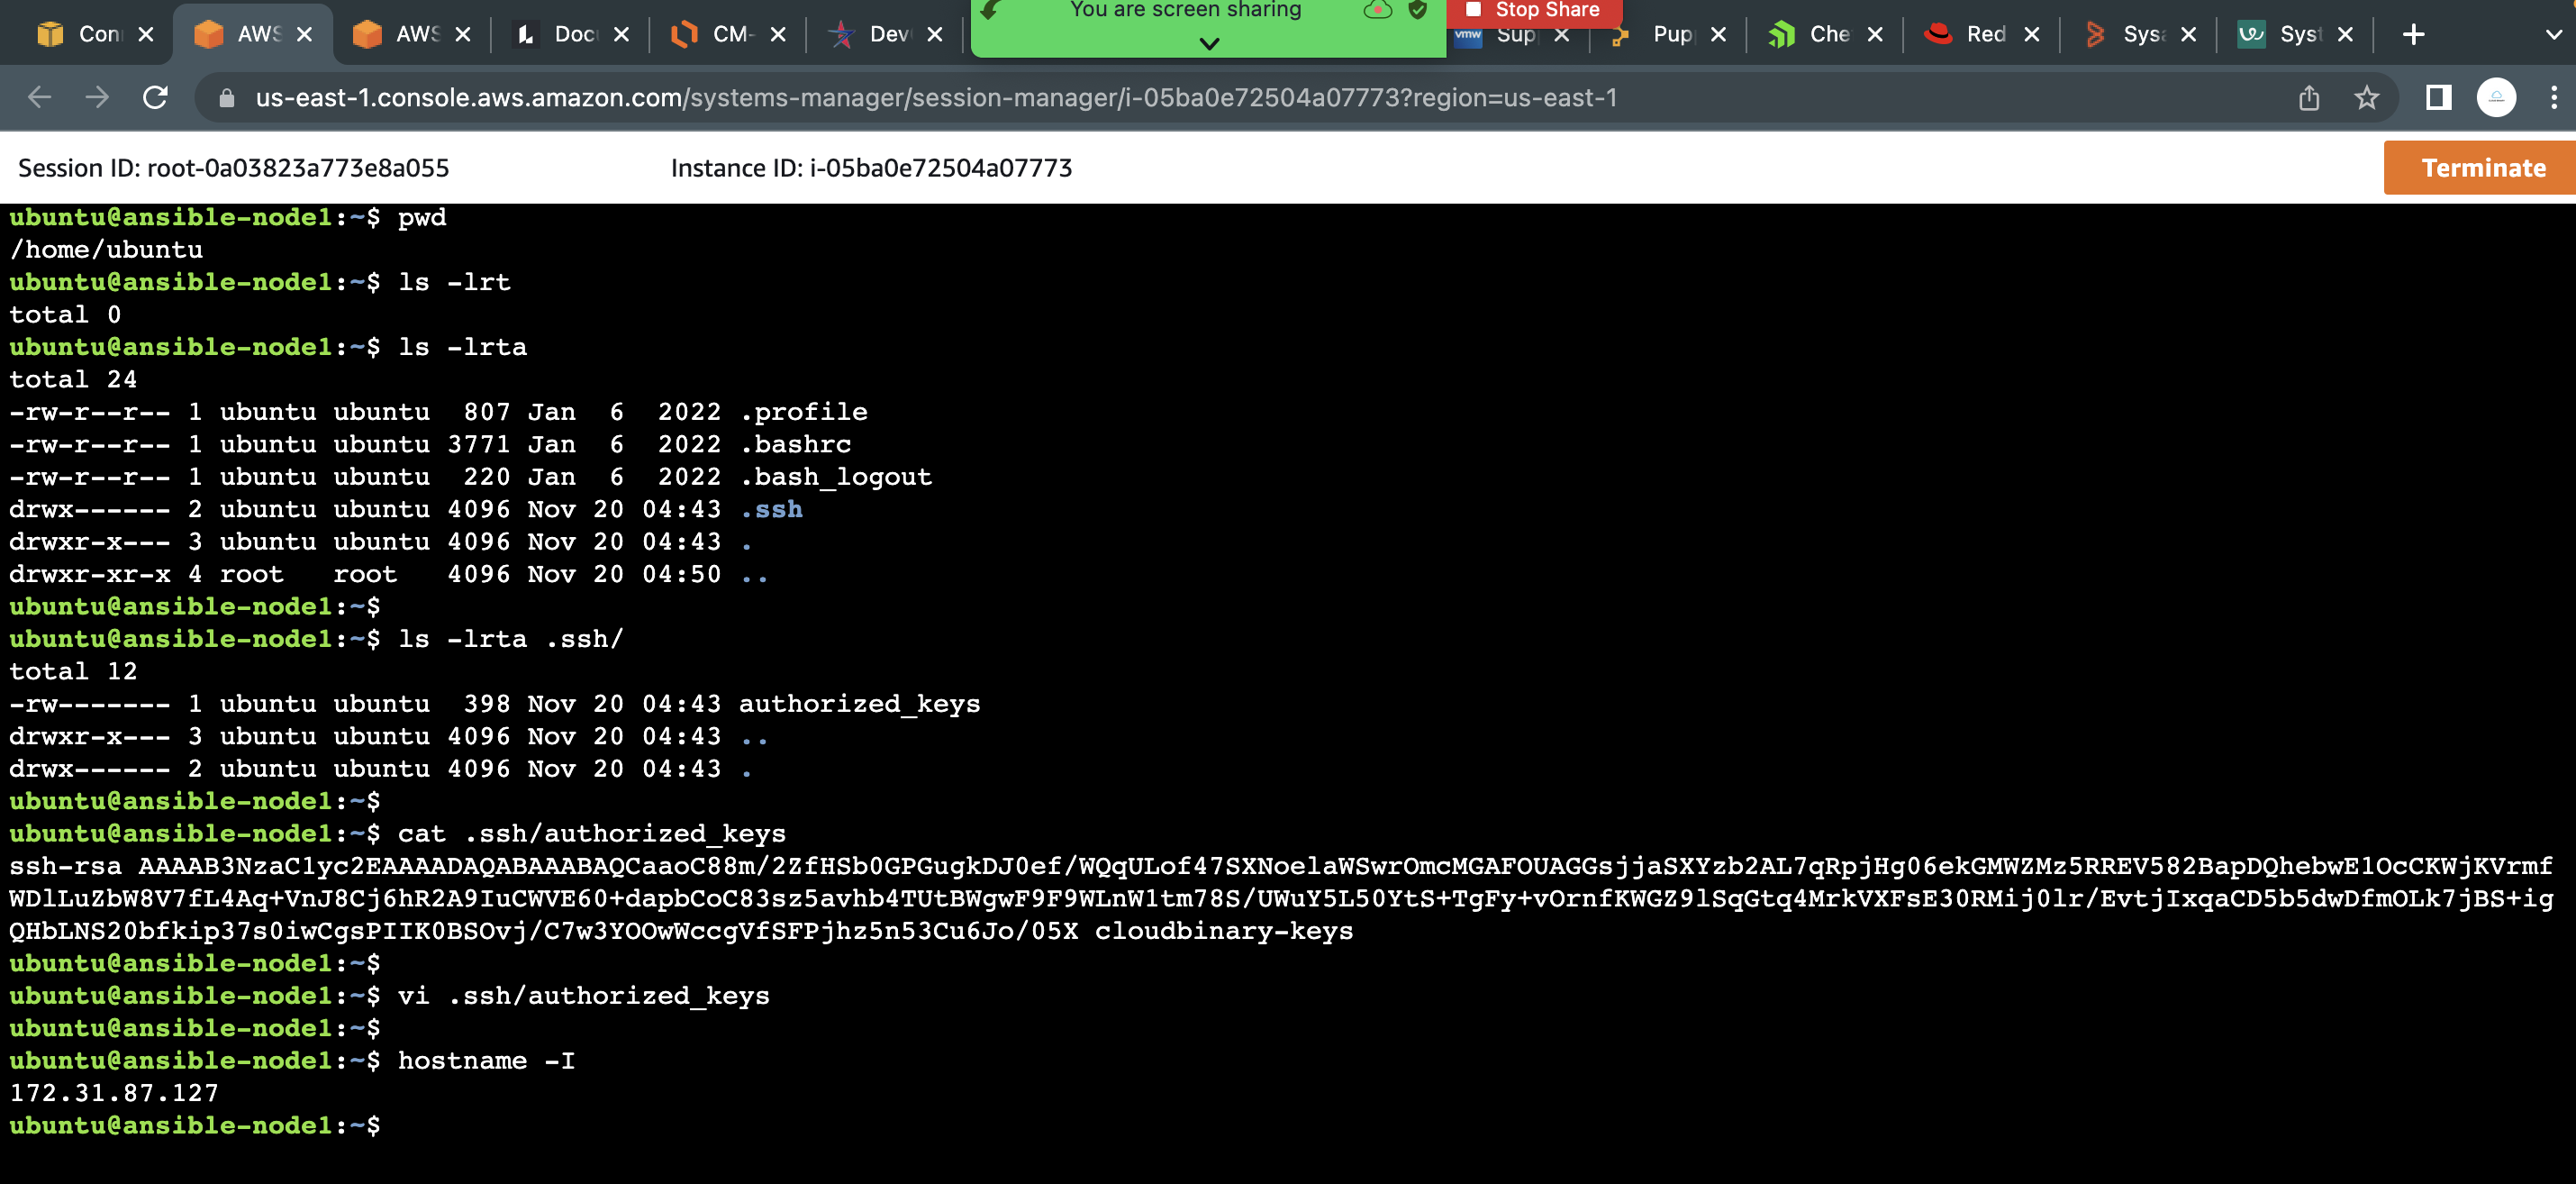 Con
AWS
AWS
Doc
CM-
Dev
You are screen sharing
Stop Share
vmw
Sup
Pup
Che
Red
Sys
Syst
us-east-1.console.aws.amazon.com/systems-manager/session-manager/i-05ba0e72504a07773?region=us-east-1
Session ID: root-0a03823a773e8a055
Instance ID: i-05ba0e72504a07773
Terminate
ubuntu@ansible-node1:~$ pwd
/home/ubuntu
ubuntu@ansible-node1:~$ ls -lrt
total 0
ubuntu@ansible-node1:~$ ls -lrta
total 24
-rw-r--r-- 1 ubuntu ubuntu  807 Jan  6  2022 .profile
-rw-r--r-- 1 ubuntu ubuntu 3771 Jan  6  2022 .bashrc
-rw-r--r-- 1 ubuntu ubuntu  220 Jan  6  2022 .bash_logout
drwx------ 2 ubuntu ubuntu 4096 Nov 20 04:43 .ssh
drwxr-x--- 3 ubuntu ubuntu 4096 Nov 20 04:43 .
drwxr-xr-x 4 root   root   4096 Nov 20 04:50 ..
ubuntu@ansible-node1:~$
ubuntu@ansible-node1:~$ ls -lrta .ssh/
total 12
-rw------- 1 ubuntu ubuntu  398 Nov 20 04:43 authorized_keys
drwxr-x--- 3 ubuntu ubuntu 4096 Nov 20 04:43 ..
drwx------ 2 ubuntu ubuntu 4096 Nov 20 04:43 .
ubuntu@ansible-node1:~$
ubuntu@ansible-node1:~$ cat .ssh/authorized_keys
ssh-rsa AAAAB3NzaC1yc2EAAAADAQABAAABAQCaaoC88m/2ZfHSb0GPGugkDJ0ef/WQqULof47SXNoelaWSwrOmcMGAFOUAGGsjjaSXYzb2AL7qRpjHg06ekGMWZMz5RREV582BapDQhebwE1OcCKWjKVrmf
WDlLuZbW8V7fL4Aq+VnJ8Cj6hR2A9IuCWVE60+dapbCoC83sz5avhb4TUtBWgwF9F9WLnW1tm78S/UWuY5L50YtS+TgFy+vOrnfKWGZ9lSqGtq4MrkVXFsE30RMij0lr/EvtjIxqaCD5b5dwDfmOLk7jBS+ig
QHbLNS20bfkip37s0iwCgsPIIK0BSOvj/C7w3YOOwWccgVfSFPjhz5n53Cu6Jo/05X cloudbinary-keys
ubuntu@ansible-node1:~$
ubuntu@ansible-node1:~$ vi .ssh/authorized_keys
ubuntu@ansible-node1:~$
ubuntu@ansible-node1:~$ hostname -I
172.31.87.127
ubuntu@ansible-node1:~$